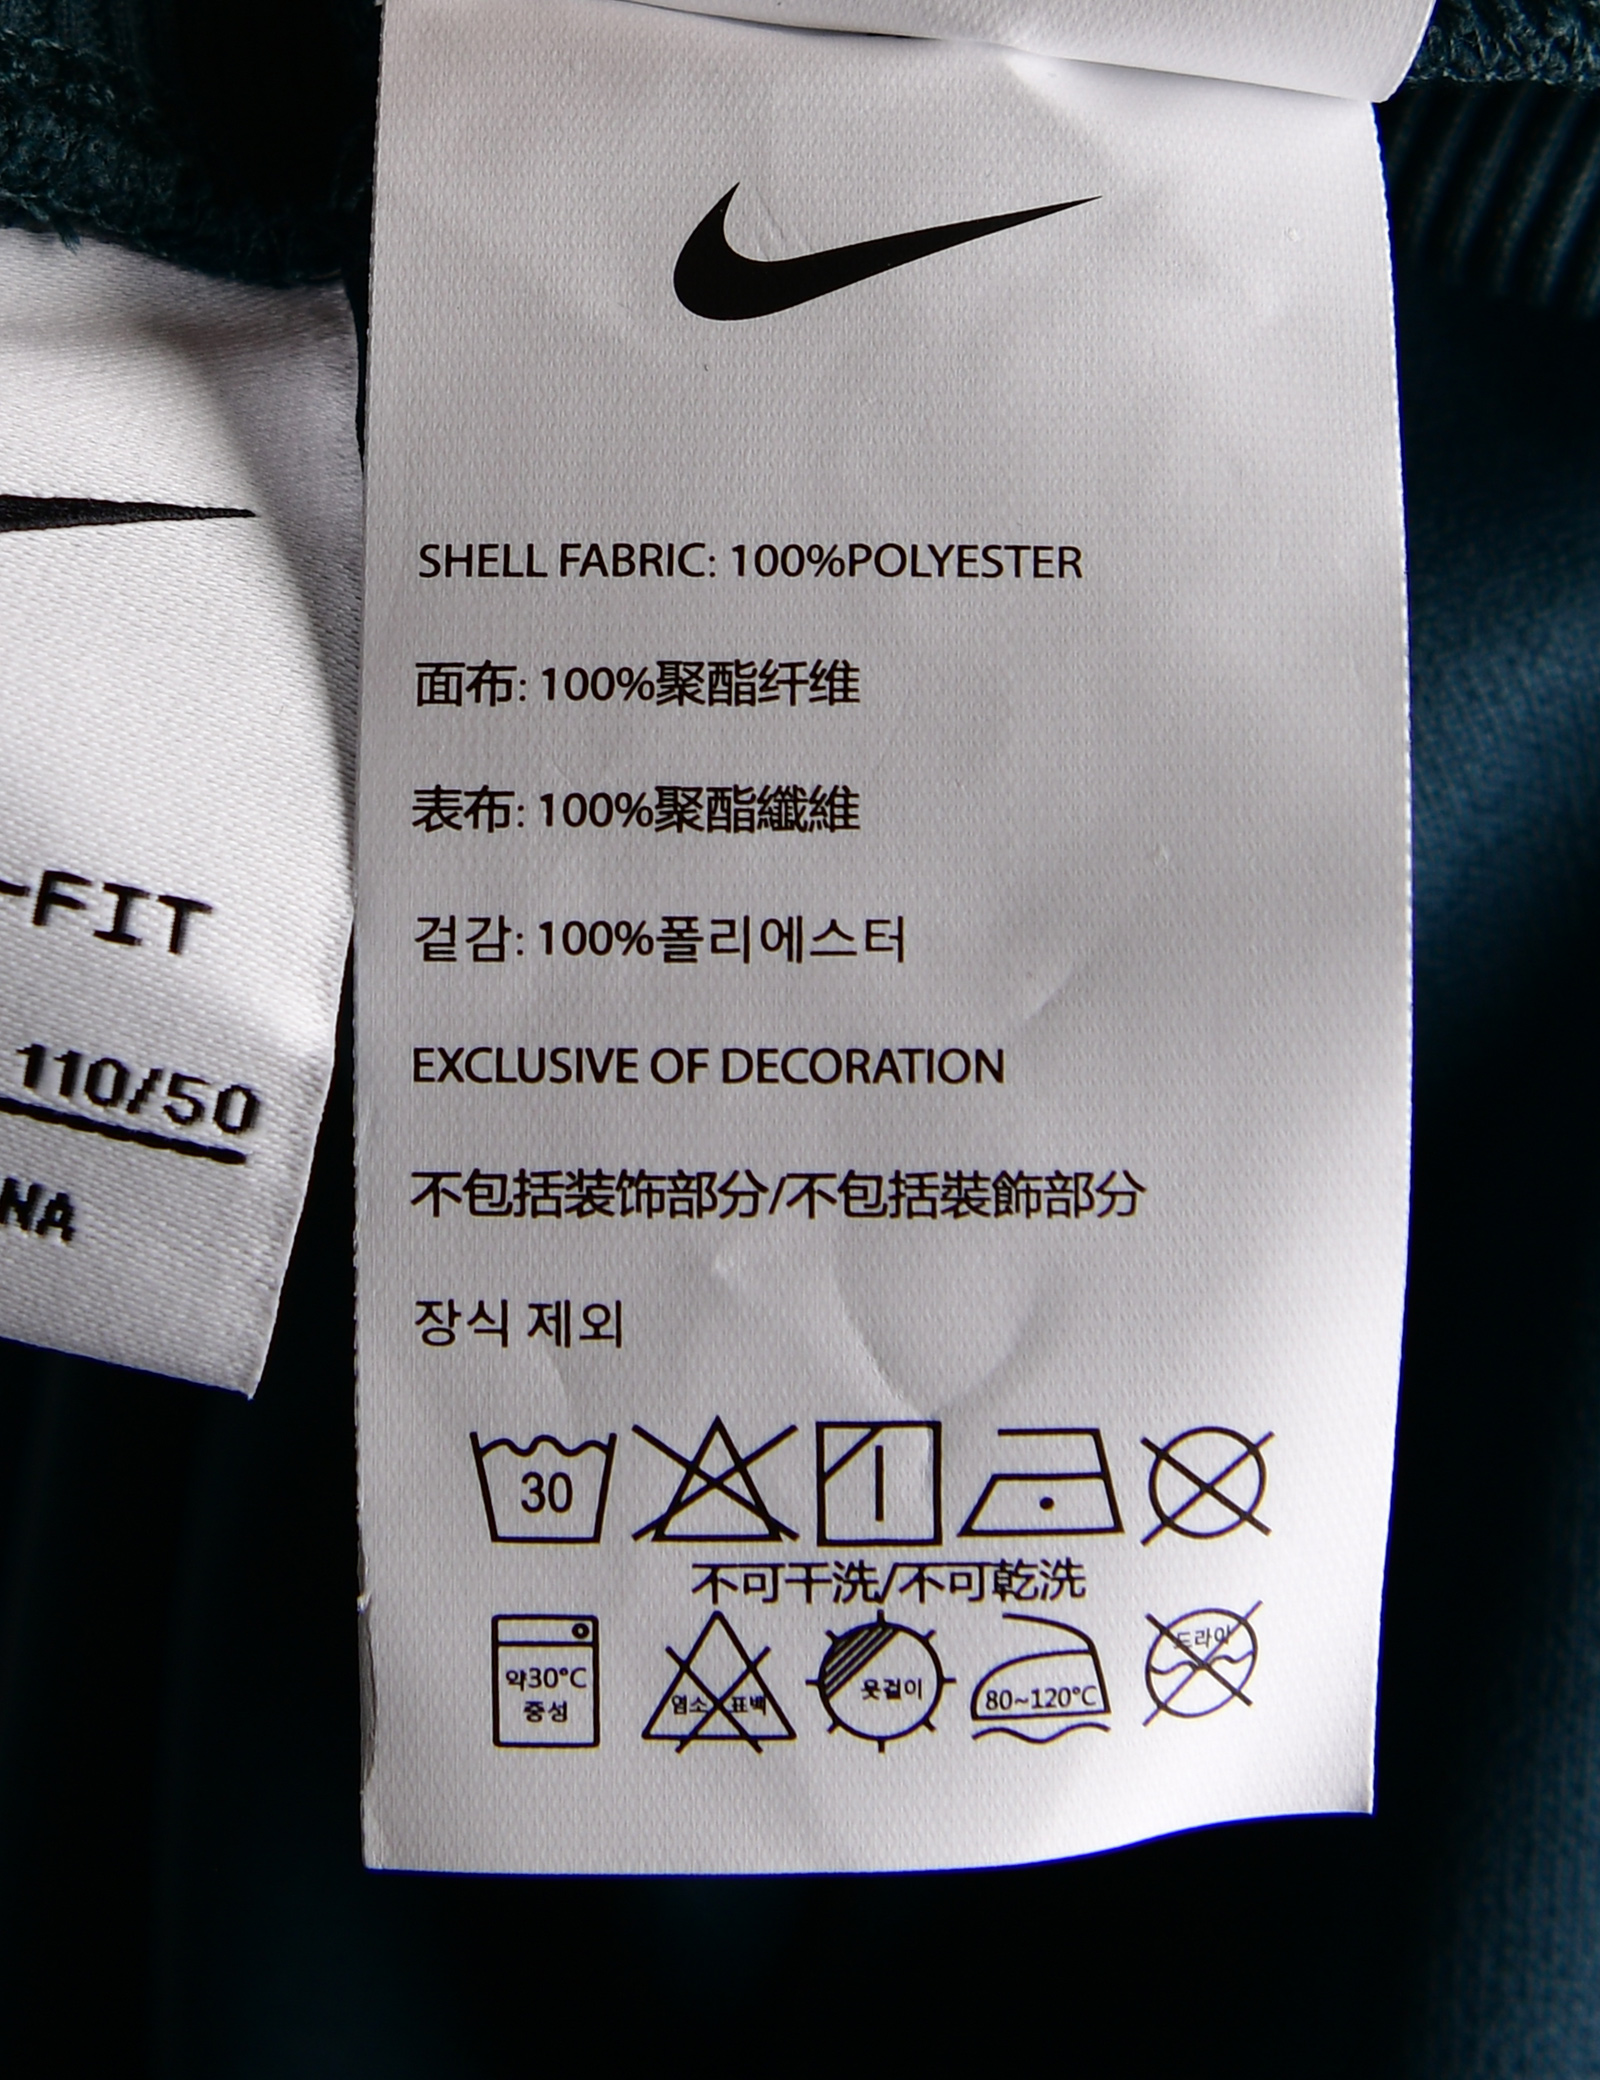 -FIT
110/50
NA
SHELL FABRIC: 100%POLYESTER
面布: 100%聚酯纤维
表布: 100%聚酯纖維
겉감: 100%폴리에스터
EXCLUSIVE OF DECORATION
不包括装饰部分/不包括裝飾部分
장식 제외
30
不可干洗/不可乾洗
약30°C
중성
염소 표백
옷걸이
80~120°C
드라이